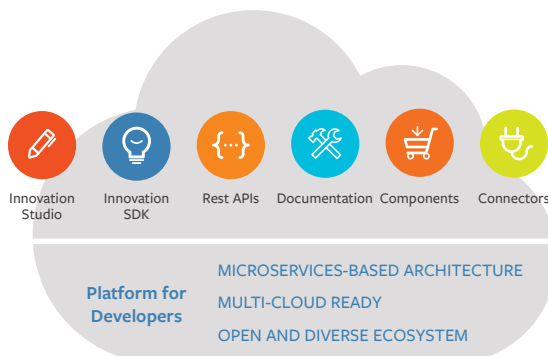 {...}
Innovation Studio
Innovation SDK
Rest APIs
Documentation
Components
Connectors
Platform for
Developers
MICROSERVICES-BASED ARCHITECTURE
MULTI-CLOUD READY
OPEN AND DIVERSE ECOSYSTEM